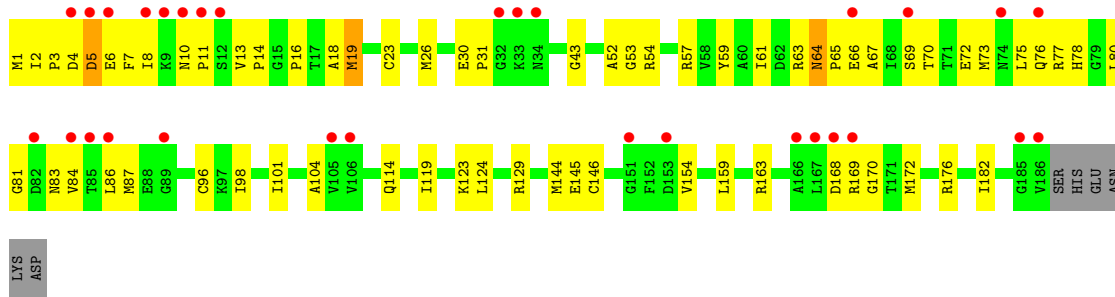 M1 I2 P3 D4 D5 E6 F7 I8 K9 N10 P11 S12 V13 P14 G15 P16 T17 A18 M19 C23 M26 E30 P31 G32 K33 N34 G43 A52 G53 R54 R57 V58 Y59 A60 I61 D62 R63 N64 P65 E66 A67 I68 S69 T70 T71 E72 M73 N74 L75 Q76 R77 H78 G79 L80
G81 D82 N83 V84 T85 L86 M87 E88 G89 C96 K97 I98 I101 A104 V105 V106 Q114 I119 K123 L124 R129 M144 E145 C146 G151 F152 D153 V154 L159 R163 A166 L167 D168 R169 G170 T171 M172 R176 I182 G185 V186 SER HIS GLU ASN
LYS ASP